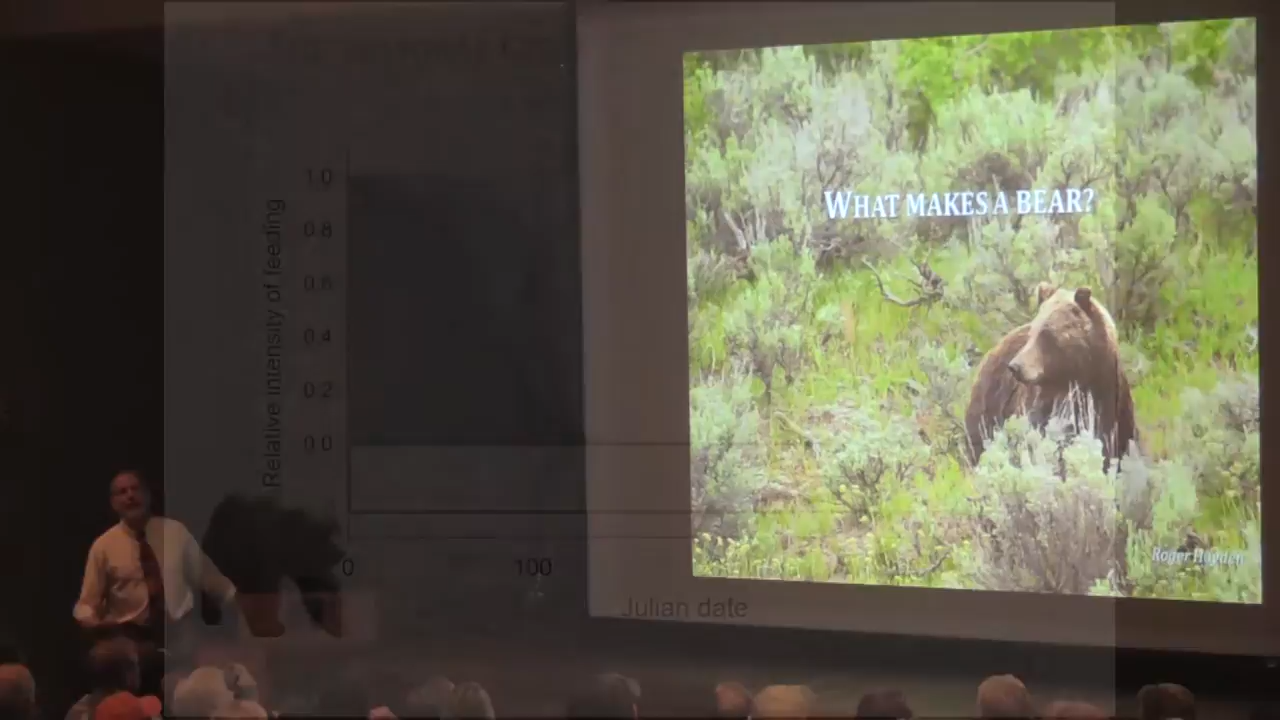 WHAT MAKES A BEAR?
Roger Hayden
Relative intensity of feeding
1.0
0.8
0.6
0.4
0.2
0.0
0
100
Julian date